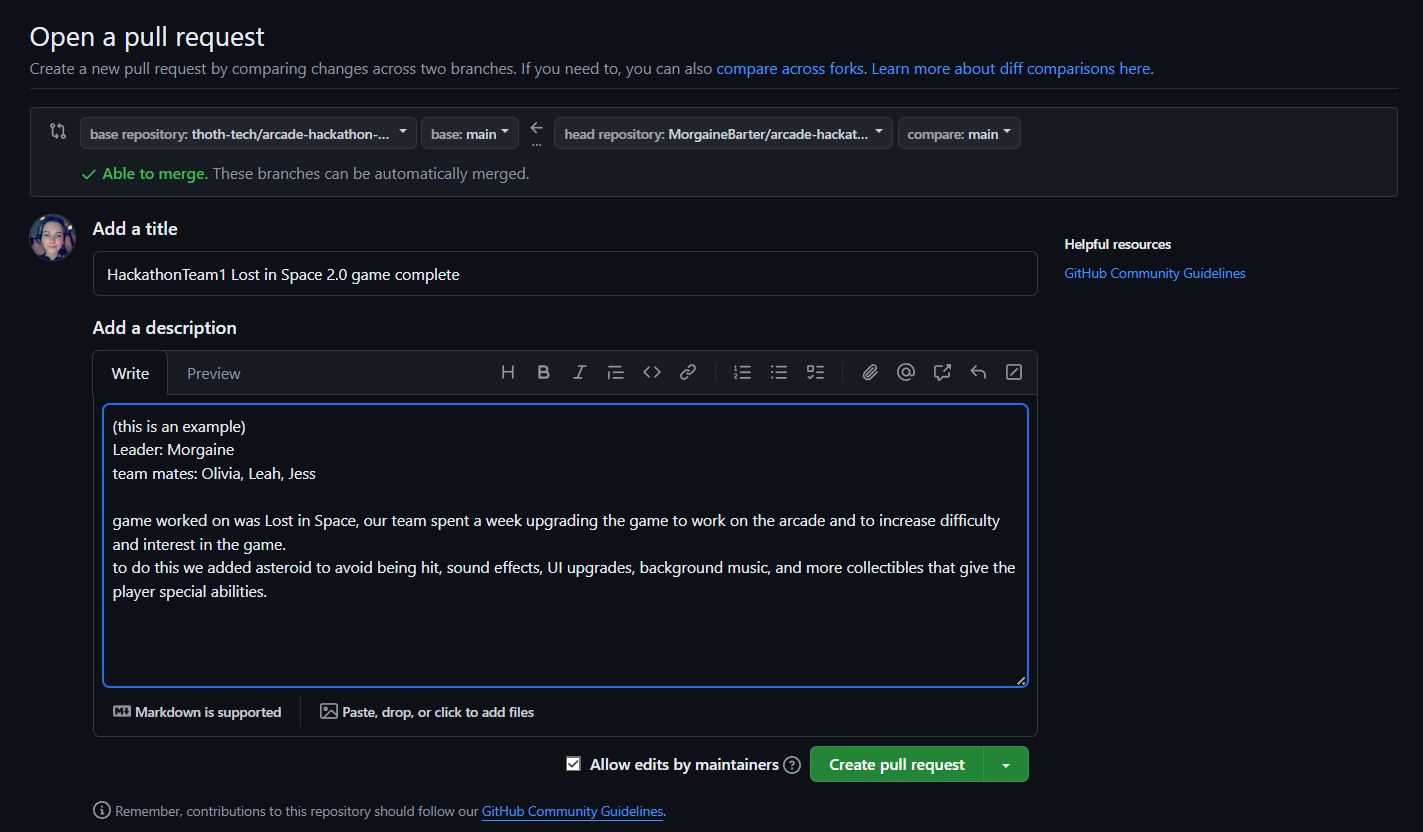 Open a pull request
Create a new pull request by comparing changes across two branches. If you need to, you can also compare across forks. Learn more about diff comparisons here.
base repository: thoth-tech/arcade-hackathon-... base: main ... head repository: MorgaineBarter/arcade-hackat... compare: main
Able to merge. These branches can be automatically merged.
Add a title
Helpful resources
HackathonTeam1 Lost in Space 2.0 game complete
GitHub Community Guidelines
Add a description
Write Preview
(this is an example)
Leader: Morgaine
team mates: Olivia, Leah, Jess
game worked on was Lost in Space, our team spent a week upgrading the game to work on the arcade and to increase difficulty
and interest in the game.
to do this we added asteroid to avoid being hit, sound effects, UI upgrades, background music, and more collectibles that give the
player special abilities.
Markdown is supported Paste, drop, or click to add files
Allow edits by maintainers Create pull request
Remember, contributions to this repository should follow our GitHub Community Guidelines.